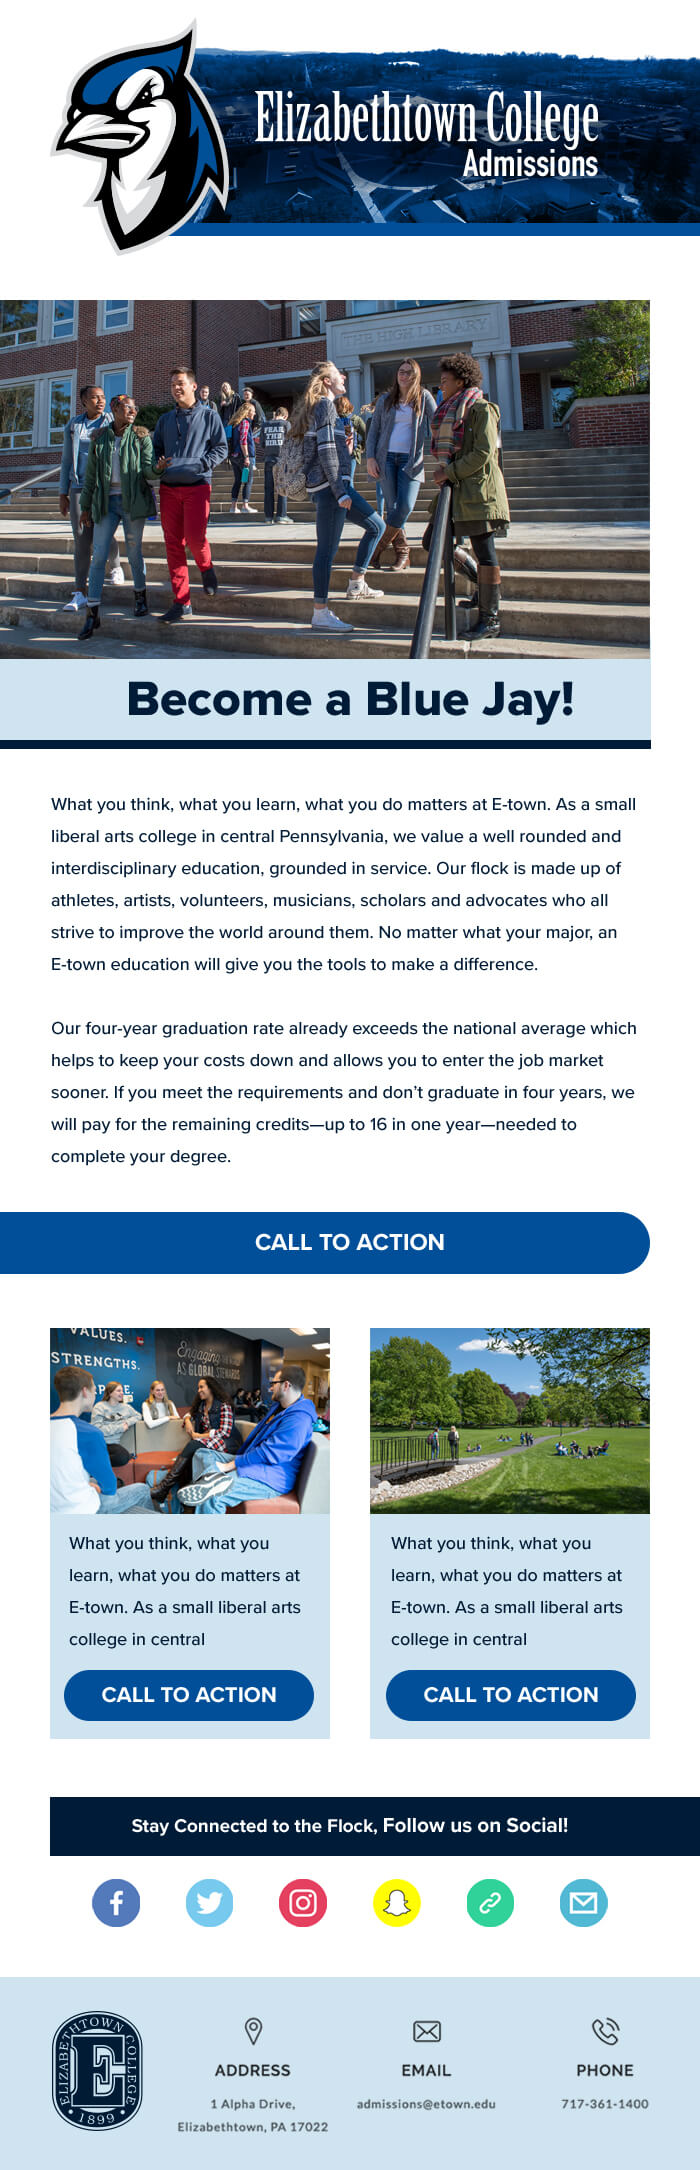 Elizabethtown College
Admissions
THE HIGH LIBRARY
FEAR
THE
BIRD
Become a Blue Jay!
What you think, what you learn, what you do matters at E-town. As a small
liberal arts college in central Pennsylvania, we value a well rounded and
interdisciplinary education, grounded in service. Our flock is made up of
athletes, artists, volunteers, musicians, scholars and advocates who all
strive to improve the world around them. No matter what your major, an
E-town education will give you the tools to make a difference.
Our four-year graduation rate already exceeds the national average which
helps to keep your costs down and allows you to enter the job market
sooner. If you meet the requirements and don’t graduate in four years, we
will pay for the remaining credits—up to 16 in one year—needed to
complete your degree.
CALL TO ACTION
VALUES.
STRENGTHS.
Engaging
AS GLOBAL STEWARDS
What you think, what you
learn, what you do matters at
E-town. As a small liberal arts
college in central
CALL TO ACTION
What you think, what you
learn, what you do matters at
E-town. As a small liberal arts
college in central
CALL TO ACTION
Stay Connected to the Flock, Follow us on Social!
ELIZABETHTOWN COLLEGE
E
1899
ADDRESS
1 Alpha Drive,
Elizabethtown, PA 17022
EMAIL
admissions@etown.edu
PHONE
717-361-1400